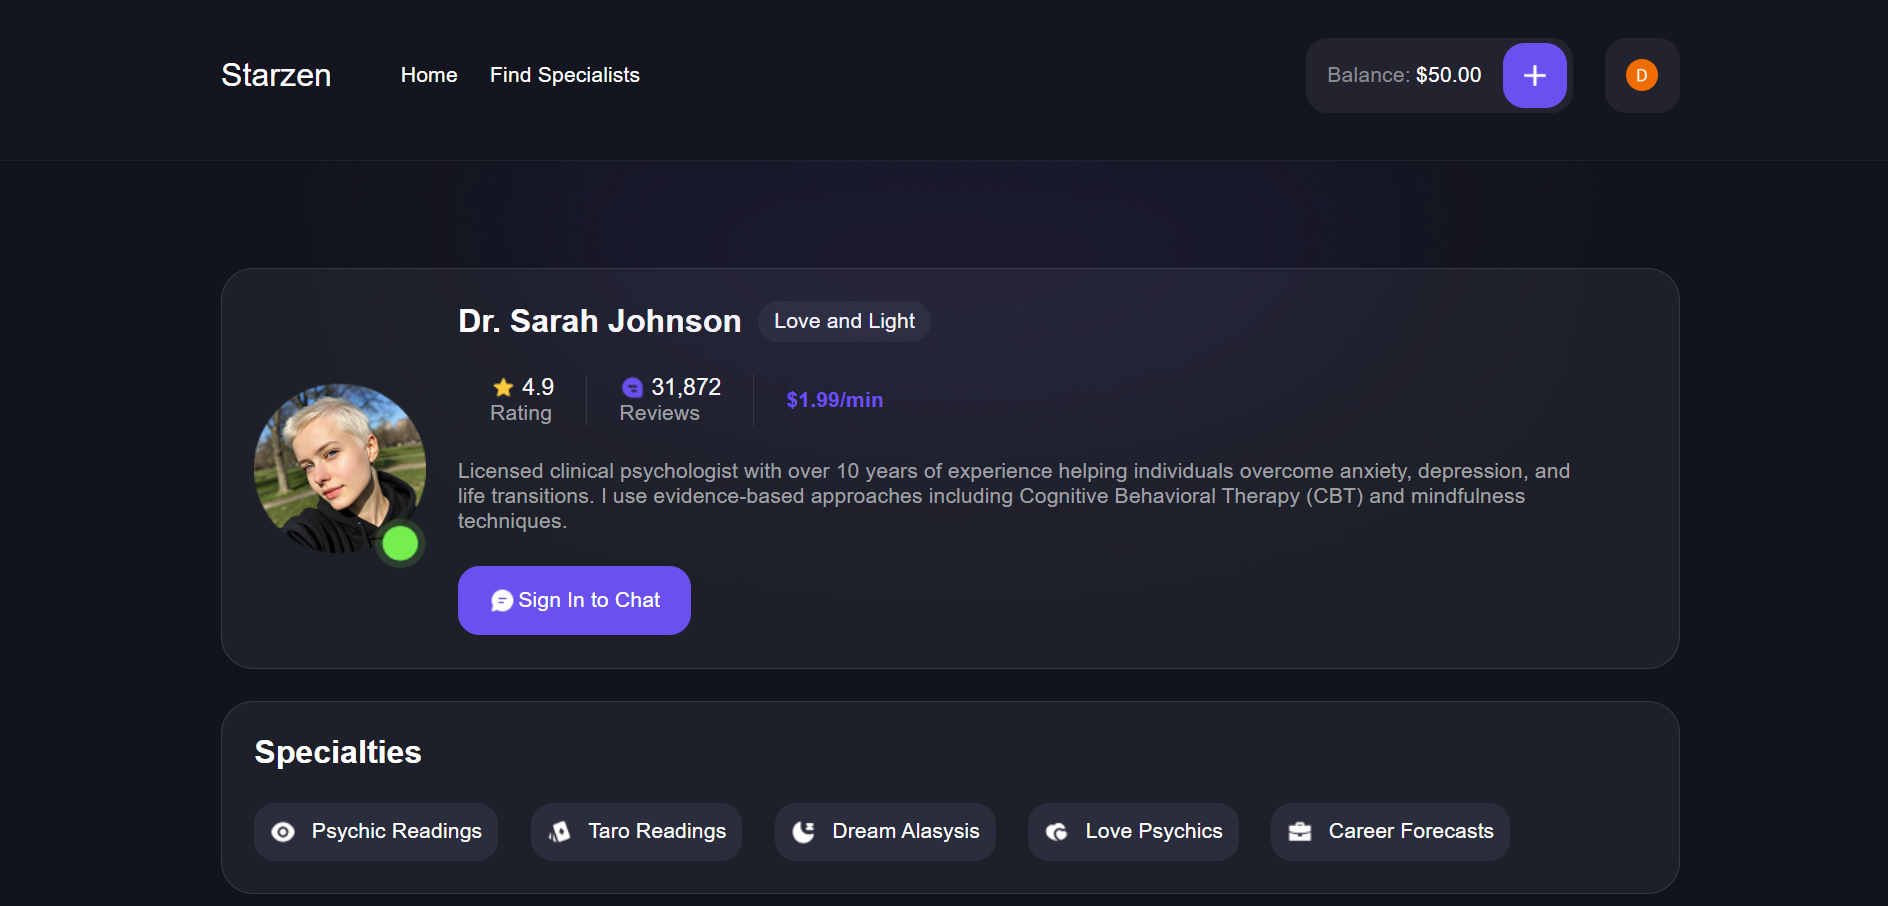 Starzen Home Find Specialists Balance: $50.00 + D
Dr. Sarah Johnson Love and Light
4.9 31,872
Rating Reviews $1.99/min
Licensed clinical psychologist with over 10 years of experience helping individuals overcome anxiety, depression, and
life transitions. I use evidence-based approaches including Cognitive Behavioral Therapy (CBT) and mindfulness
techniques.
Sign In to Chat
Specialties
Psychic Readings Taro Readings Dream Alasysis Love Psychics Career Forecasts